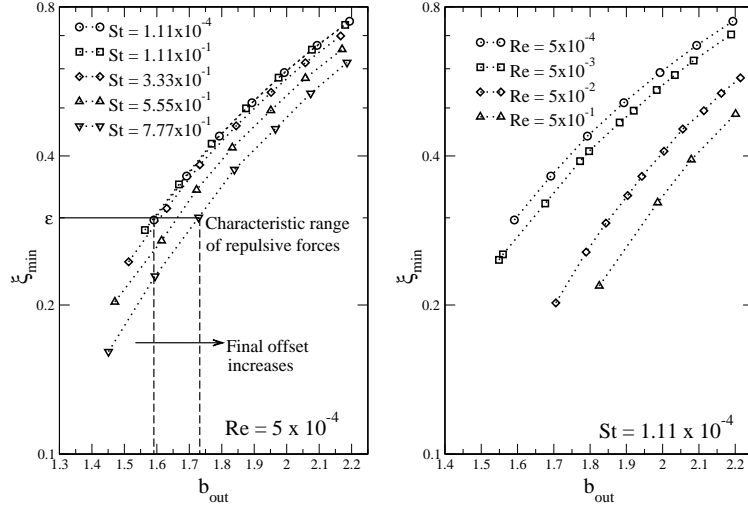 0.8
0.4
ε
0.2
0.1
ξmin
St = 1.11x10-4
St = 1.11x10-1
St = 3.33x10-1
St = 5.55x10-1
St = 7.77x10-1
Characteristic range
of repulsive forces
Final offset
increases
Re = 5 x 10-4
1.3 1.4 1.5 1.6 1.7 1.8 1.9 2 2.1 2.2
bout
0.8
0.4
0.2
0.1
ξmin
Re = 5x10-4
Re = 5x10-3
Re = 5x10-2
Re = 5x10-1
St = 1.11 x 10-4
1.4 1.5 1.6 1.7 1.8 1.9 2 2.1 2.2
bout